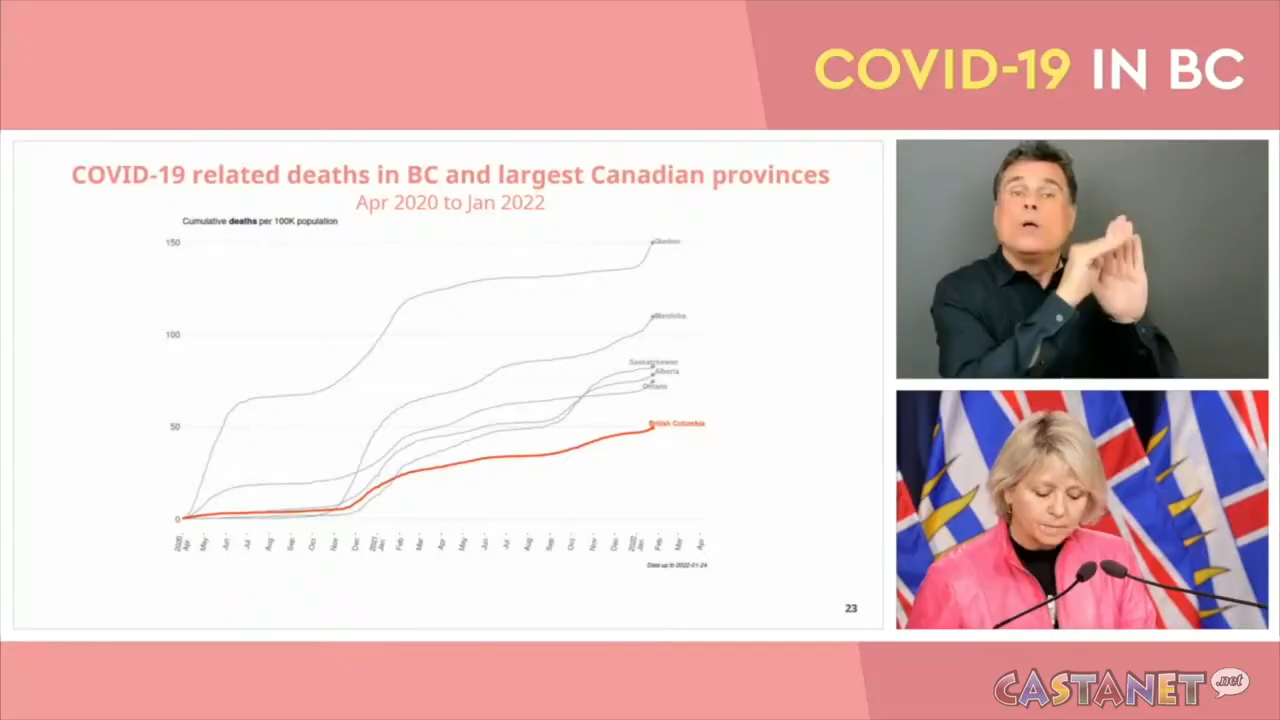 COVID-19 IN BC
COVID-19 related deaths in BC and largest Canadian provinces
Apr 2020 to Jan 2022
Cumulative deaths per 100K population
150
Quebec
100
Manitoba
Saskatchewan
Alberta
Ontario
50
British Columbia
0
2020 Apr May Jun Jul Aug Sep Oct Nov Dec 2021 Jan Feb Mar Apr May Jun Jul Aug Sep Oct Nov Dec 2022 Jan Feb Mar Apr
Data up to 2022-01-24
23
CASTANET .net